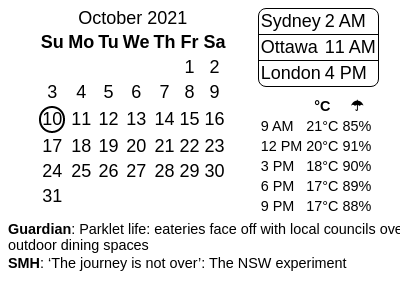 October 2021
Su Mo Tu We Th Fr Sa
1 2
3 4 5 6 7 8 9
10 11 12 13 14 15 16
17 18 19 20 21 22 23
24 25 26 27 28 29 30
31
Sydney 2 AM
Ottawa 11 AM
London 4 PM
°C ☂
9 AM 21°C 85%
12 PM 20°C 91%
3 PM 18°C 90%
6 PM 17°C 89%
9 PM 17°C 88%
Guardian: Parklet life: eateries face off with local councils ove
outdoor dining spaces
SMH: ‘The journey is not over’: The NSW experiment